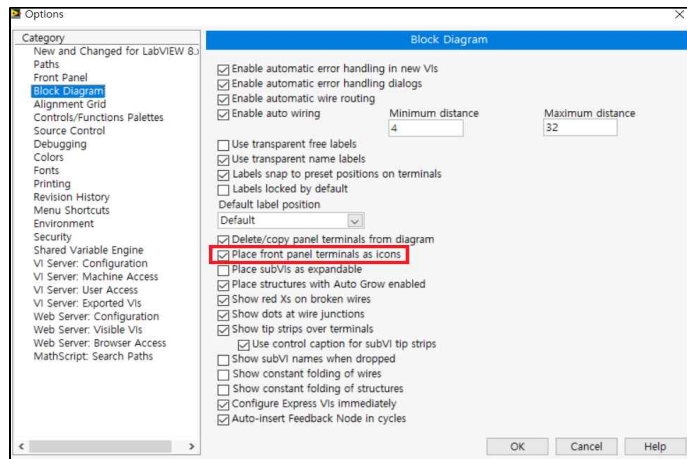 Options
Category
New and Changed for LabVIEW 8.
Paths
Front Panel
Block Diagram
Alignment Grid
Controls/Functions Palettes
Source Control
Debugging
Colors
Fonts
Printing
Revision History
Menu Shortcuts
Environment
Security
Shared Variable Engine
VI Server: Configuration
VI Server: Machine Access
VI Server: User Access
VI Server: Exported VIs
Web Server: Configuration
Web Server: Visible VIs
Web Server: Browser Access
MathScript: Search Paths
Block Diagram
Enable automatic error handling in new VIs
Enable automatic error handling dialogs
Enable automatic wire routing
Enable auto wiring Minimum distance Maximum distance
4 32
Use transparent free labels
Use transparent name labels
Labels snap to preset positions on terminals
Labels locked by default
Default label position
Default
Delete/copy panel terminals from diagram
Place front panel terminals as icons
Place subVIs as expandable
Place structures with Auto Grow enabled
Show red Xs on broken wires
Show dots at wire junctions
Show tip strips over terminals
Use control caption for subVI tip strips
Show subVI names when dropped
Show constant folding of wires
Show constant folding of structures
Configure Express VIs immediately
Auto-insert Feedback Node in cycles
OK Cancel Help